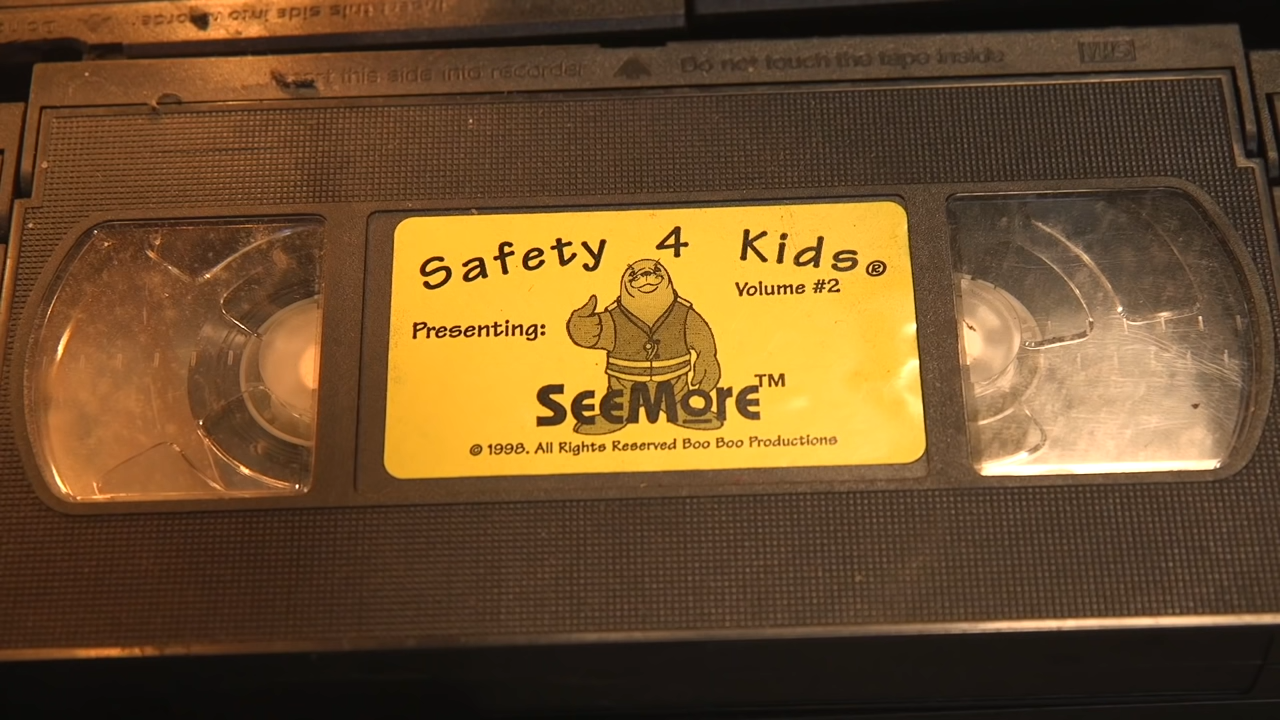 this side into recorder
Do not touch the tape inside
VHS
Safety 4 Kids®
Volume #2
Presenting:
SEEMORE™
© 1998. All Rights Reserved Boo Boo Productions